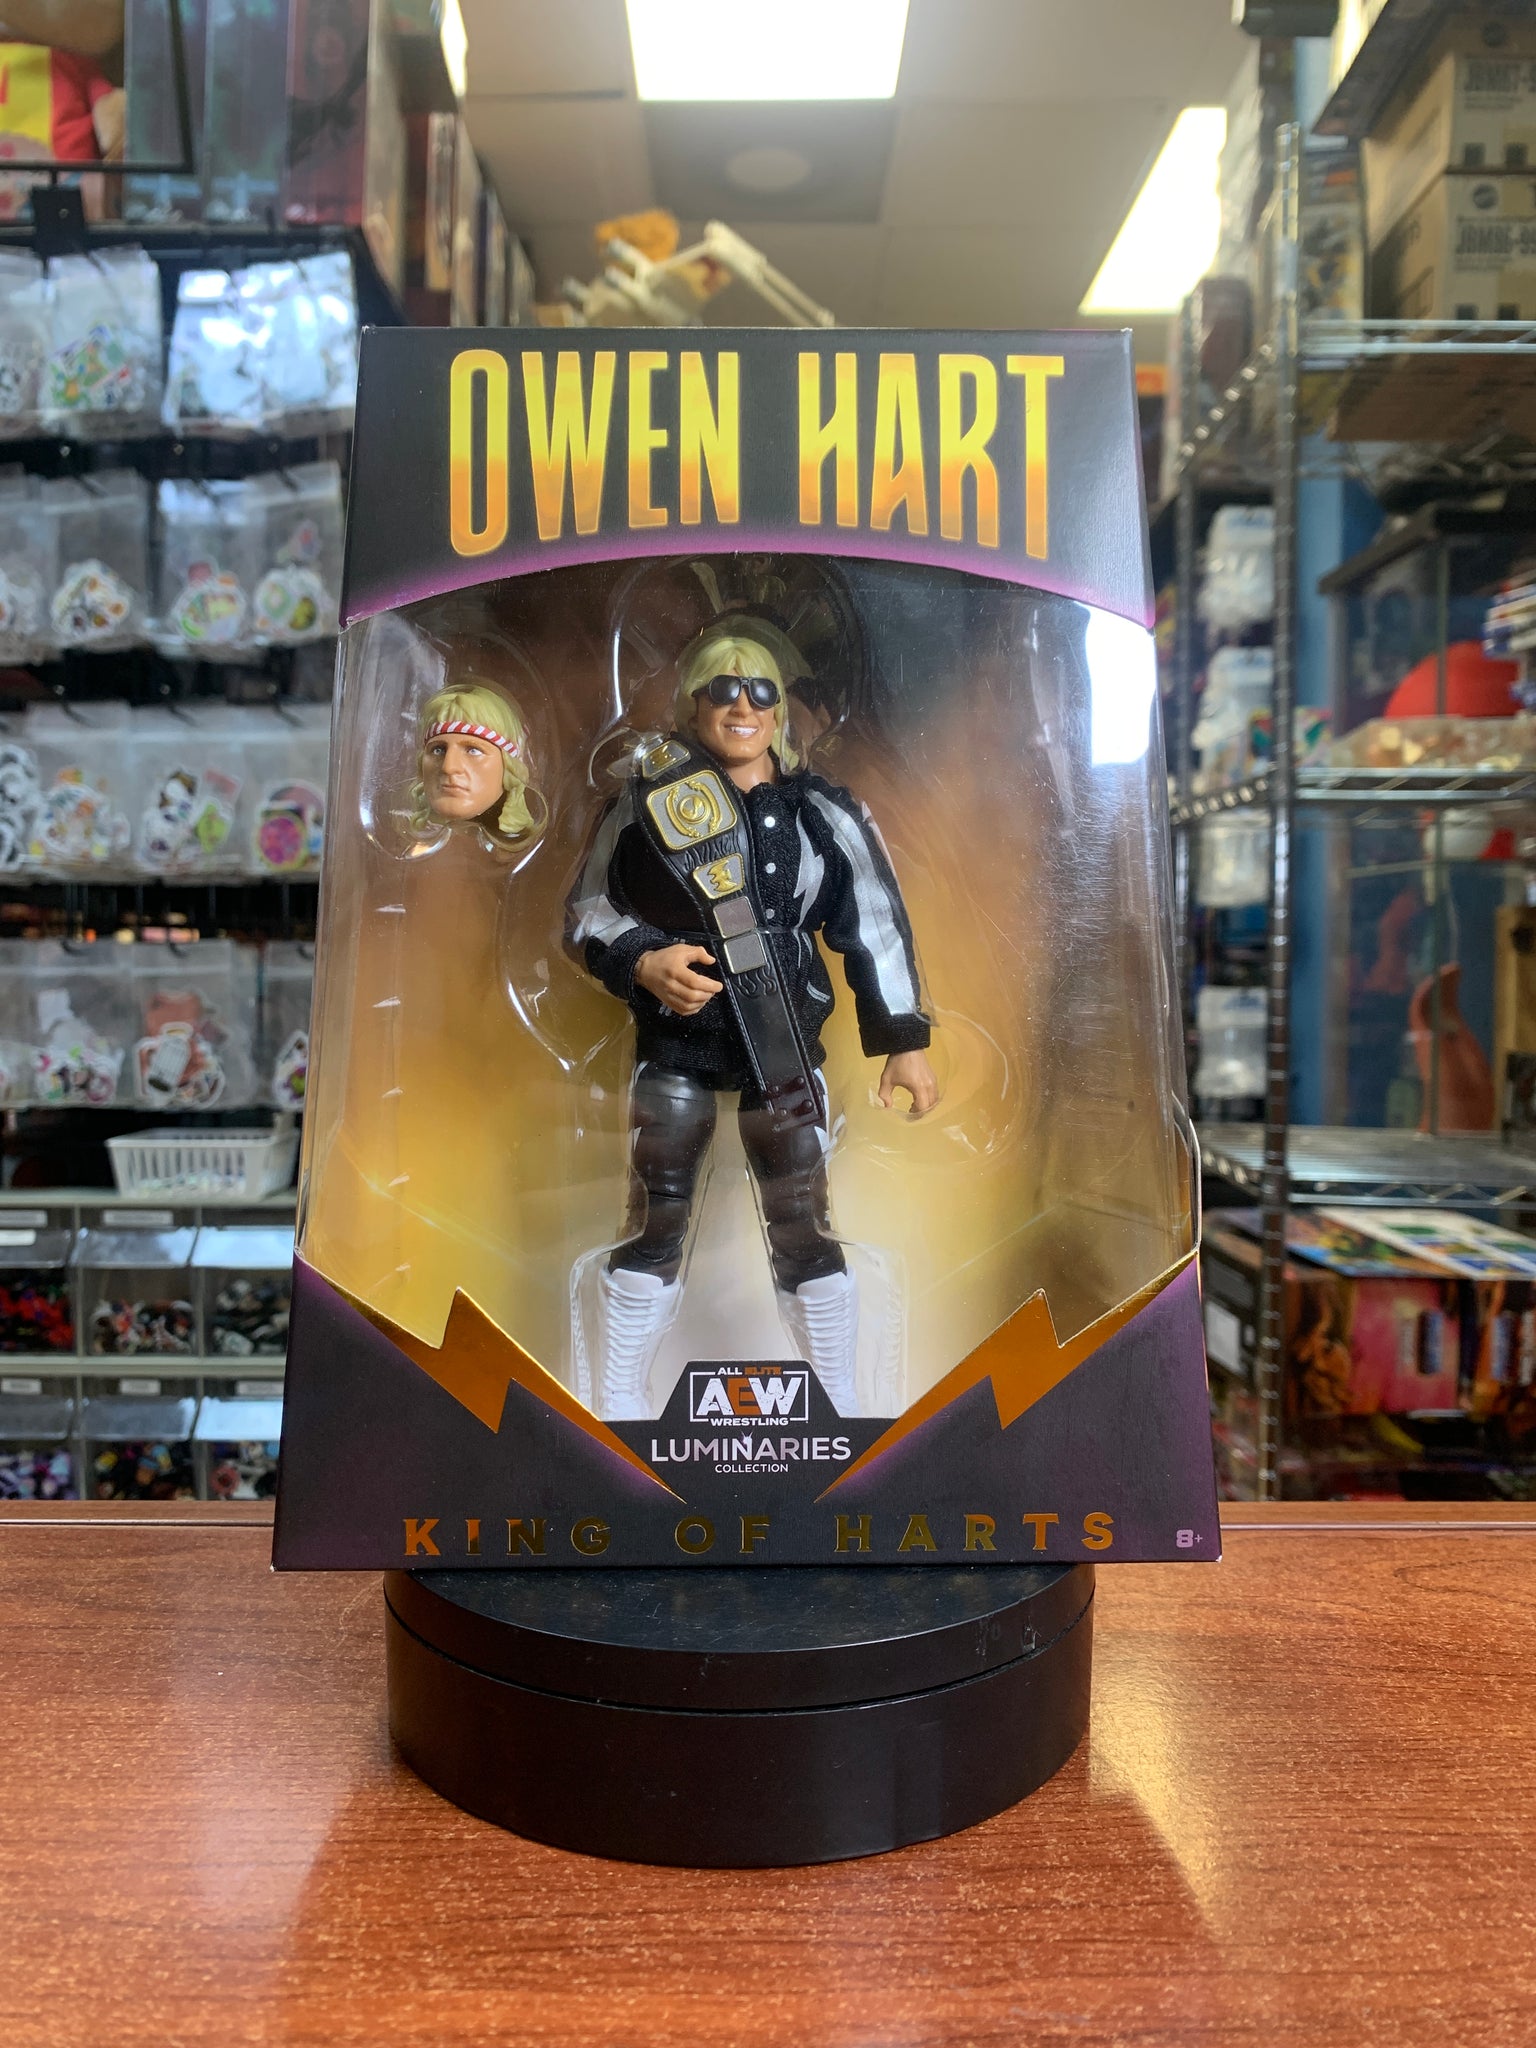 OWEN HART
ALL ELITE
AEW
WRESTLING
LUMINARIES
COLLECTION
KING OF HARTS
8+